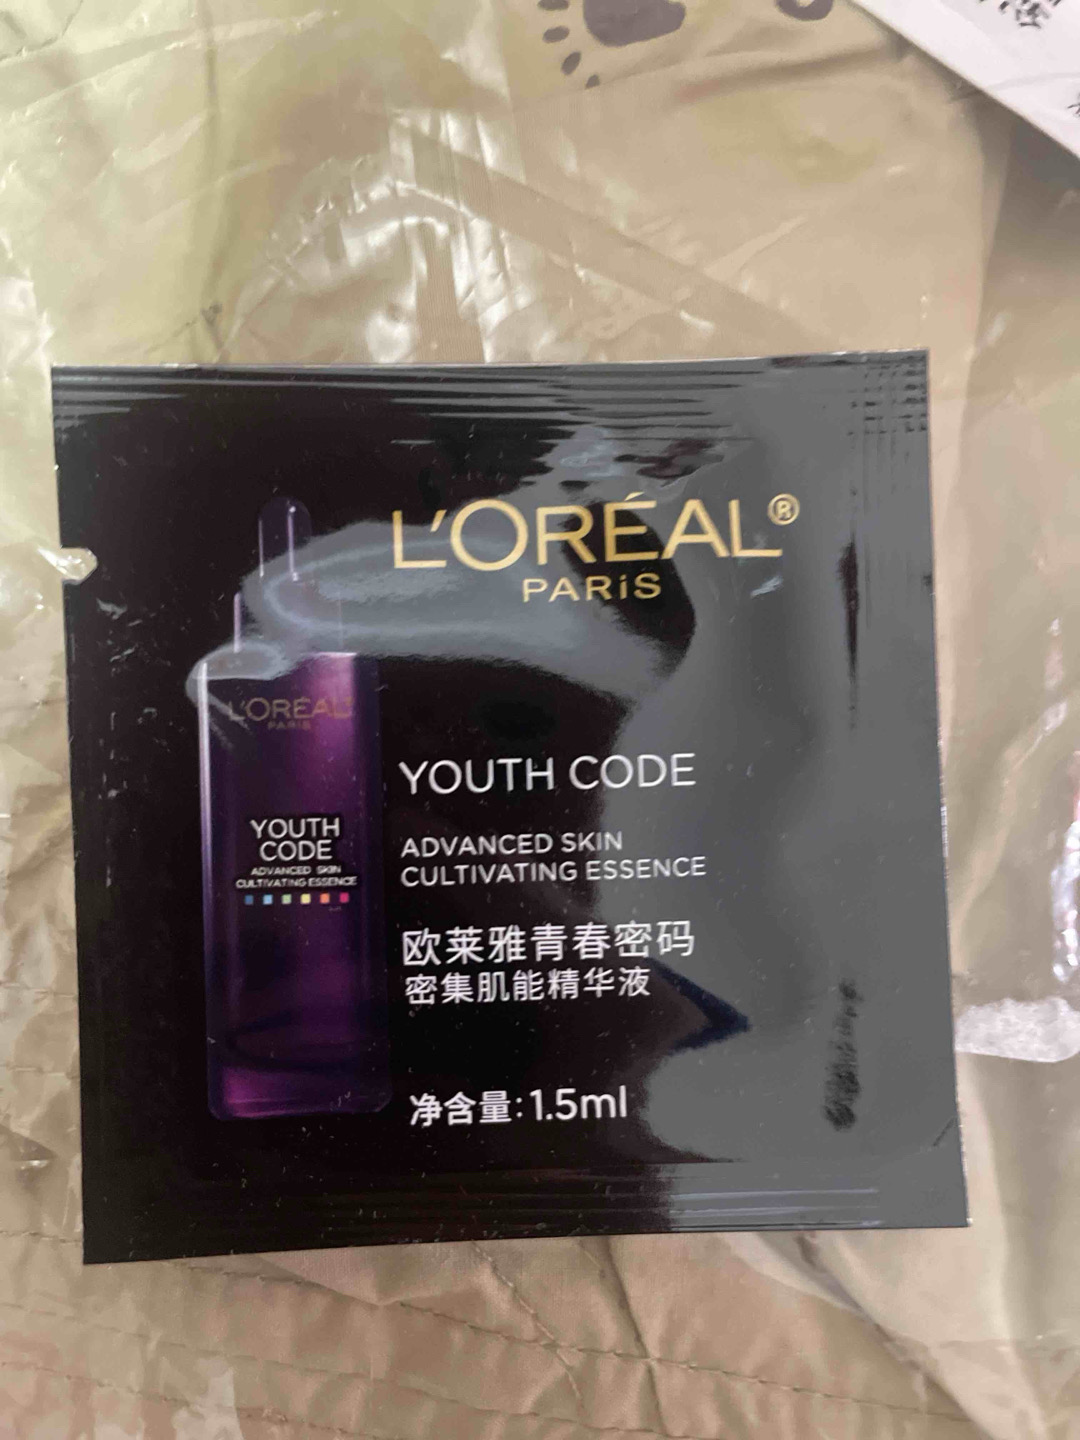 L'ORÉAL®
PARiS
YOUTH CODE
ADVANCED SKIN
CULTIVATING ESSENCE
欧莱雅青春密码
密集肌能精华液
净含量:1.5ml
L'ORÉAL
PARIS
YOUTH
CODE
ADVANCED SKIN
CULTIVATING ESSENCE